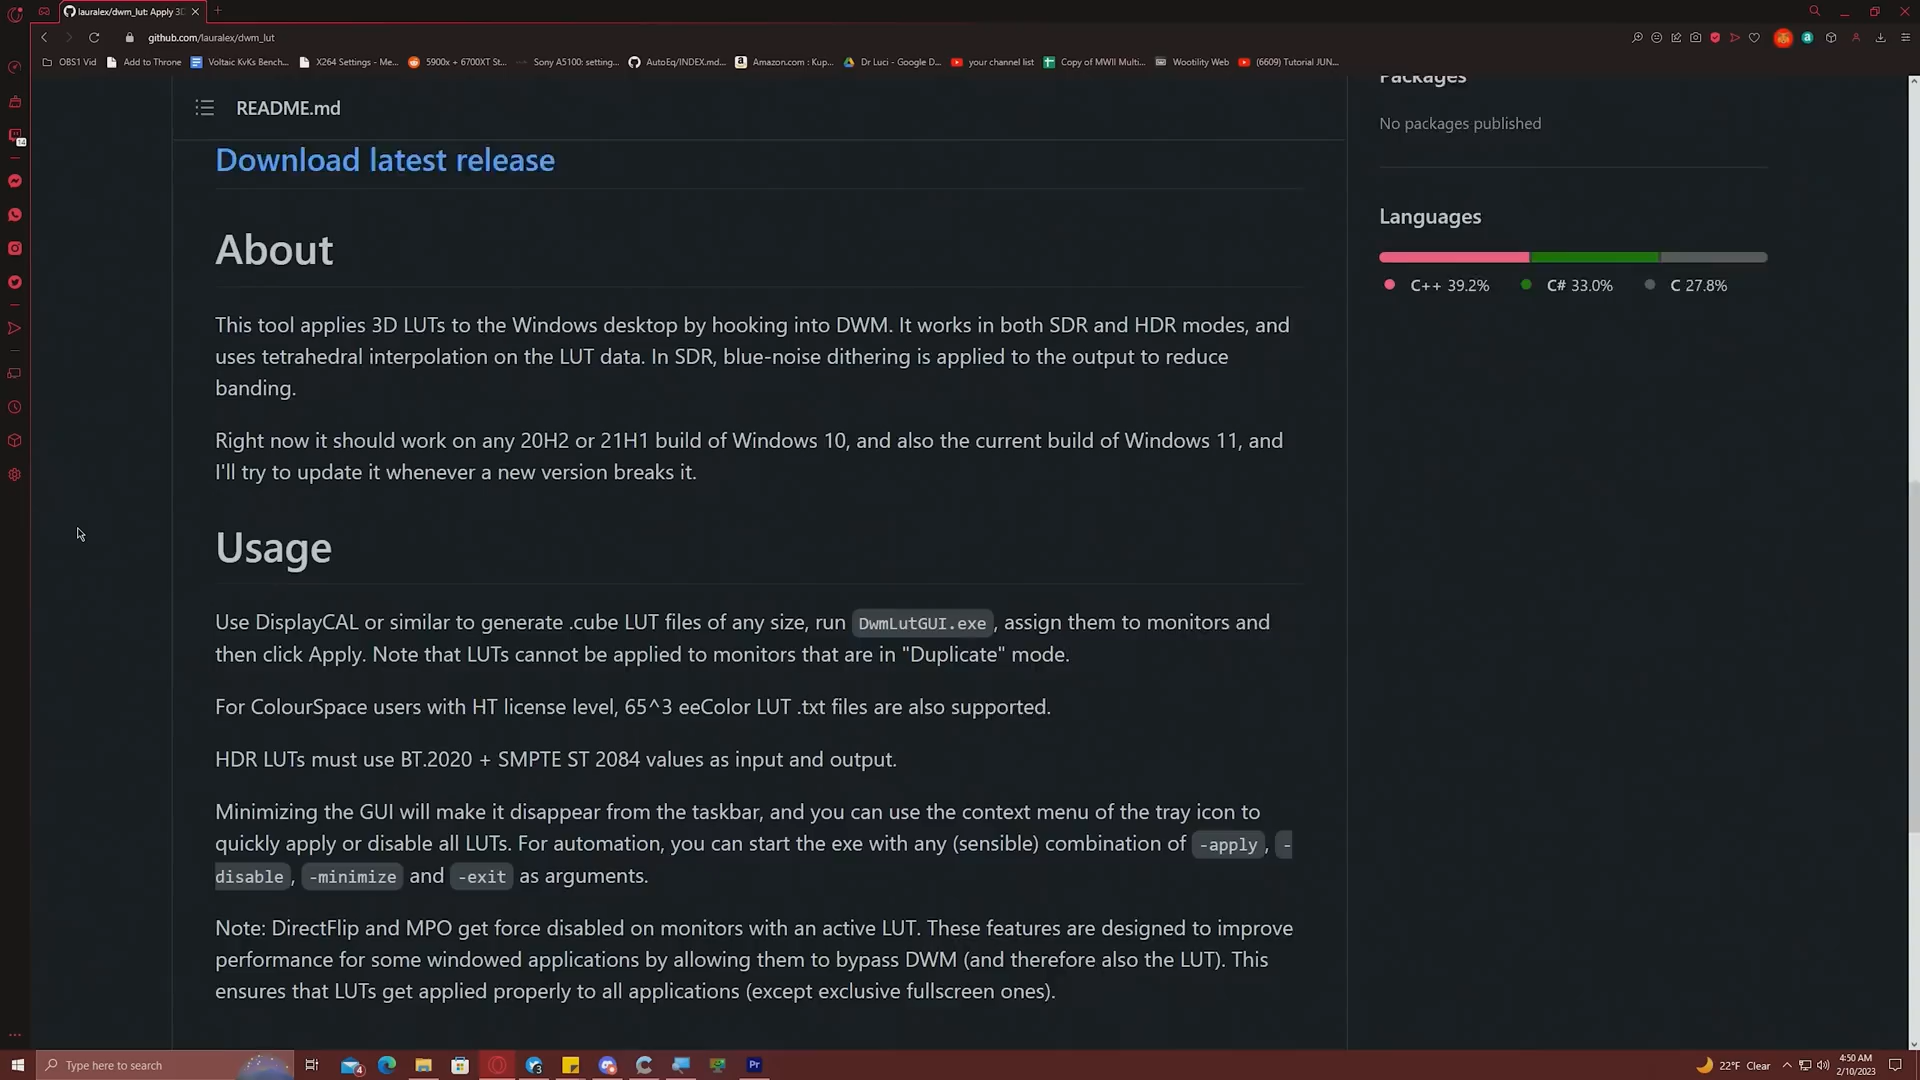 lauralex/dwm_lut: Apply 3D
github.com/lauralex/dwm_lut
OBS1 Vid
Add to Throne
Voltaic KvKs Bench...
X264 Settings - Me...
5900x + 6700XT St...
Sony A5100: setting...
AutoEq/INDEX.md...
Amazon.com : Kup...
Dr Luci - Google D...
your channel list
Copy of MWII Multi...
Wootility Web
(6609) Tutorial JUN...
14
README.md
Download latest release
About
This tool applies 3D LUTs to the Windows desktop by hooking into DWM. It works in both SDR and HDR modes, and
uses tetrahedral interpolation on the LUT data. In SDR, blue-noise dithering is applied to the output to reduce
banding.
Right now it should work on any 20H2 or 21H1 build of Windows 10, and also the current build of Windows 11, and
I'll try to update it whenever a new version breaks it.
Usage
Use DisplayCAL or similar to generate .cube LUT files of any size, run DwmLutGUI.exe, assign them to monitors and
then click Apply. Note that LUTs cannot be applied to monitors that are in "Duplicate" mode.
For ColourSpace users with HT license level, 65^3 eeColor LUT .txt files are also supported.
HDR LUTs must use BT.2020 + SMPTE ST 2084 values as input and output.
Minimizing the GUI will make it disappear from the taskbar, and you can use the context menu of the tray icon to
quickly apply or disable all LUTs. For automation, you can start the exe with any (sensible) combination of -apply, -
disable, -minimize and -exit as arguments.
Note: DirectFlip and MPO get force disabled on monitors with an active LUT. These features are designed to improve
performance for some windowed applications by allowing them to bypass DWM (and therefore also the LUT). This
ensures that LUTs get applied properly to all applications (except exclusive fullscreen ones).
Packages
No packages published
Languages
C++ 39.2%
C# 33.0%
C 27.8%
Type here to search
4
3
Pr
22°F Clear
4:50 AM
2/10/2023